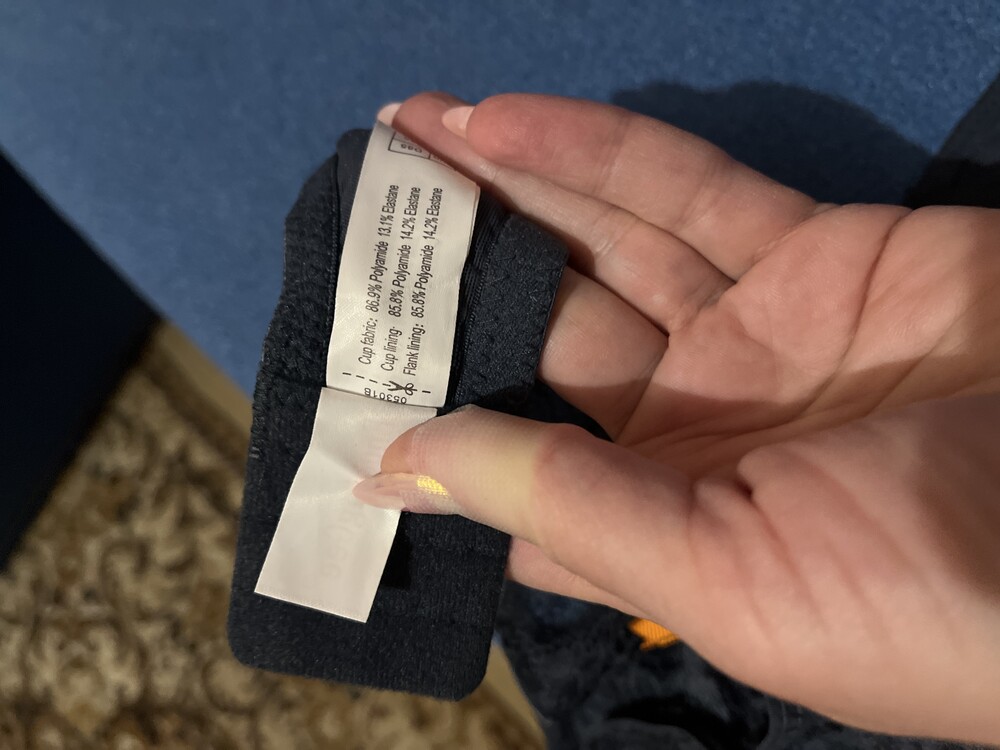 Cup fabric: 86.9% Polyamide 13.1% Elastane
Cup lining: 85.8% Polyamide 14.2% Elastane
Flank lining: 85.8% Polyamide 14.2% Elastane